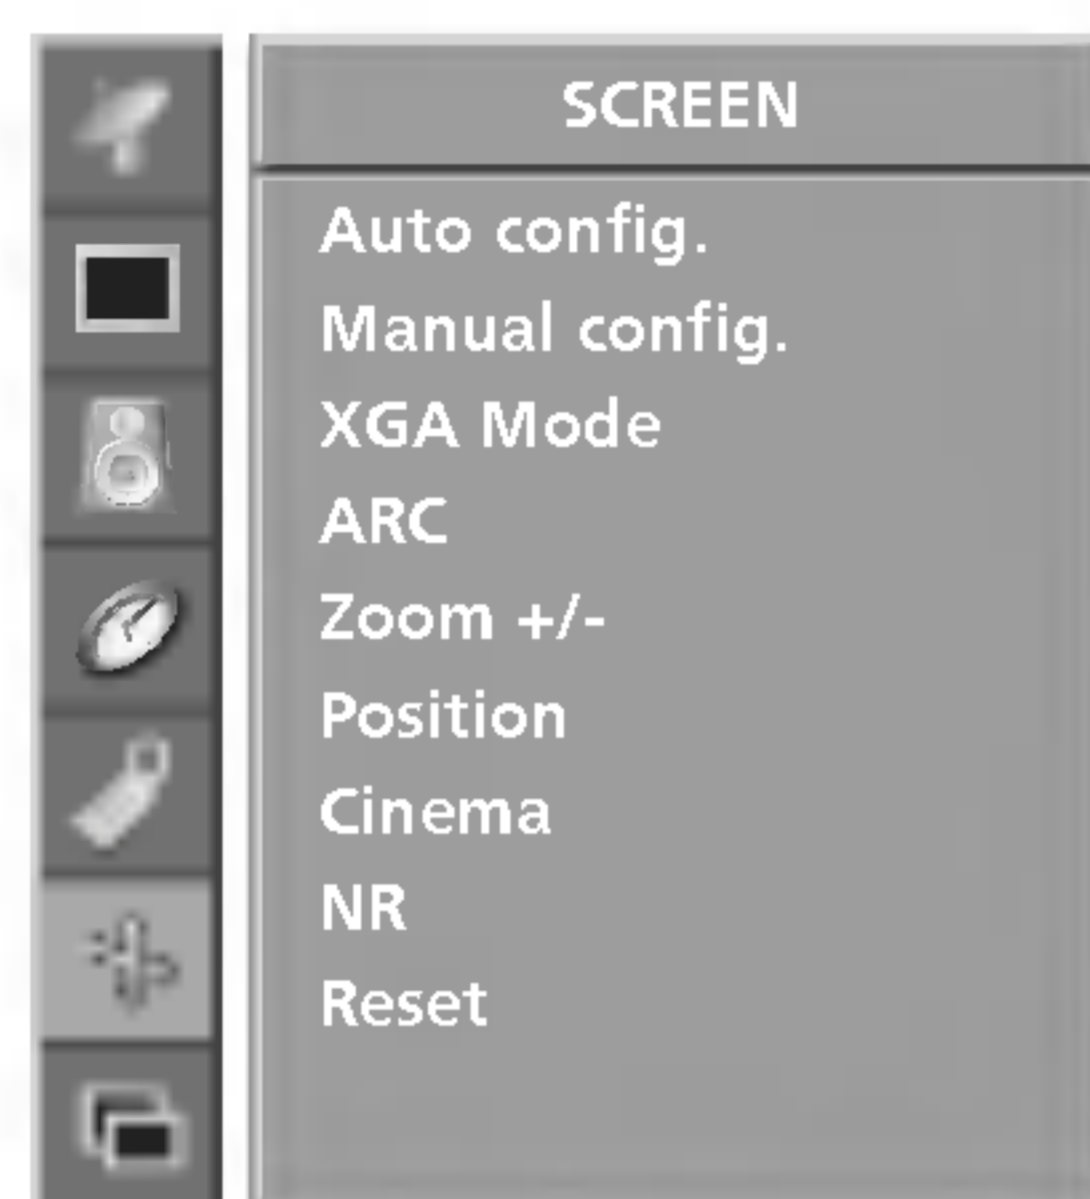 SCREEN
Auto config.
Manual config.
XGA Mode
ARC
Zoom +/-
Position
Cinema
NR
Reset